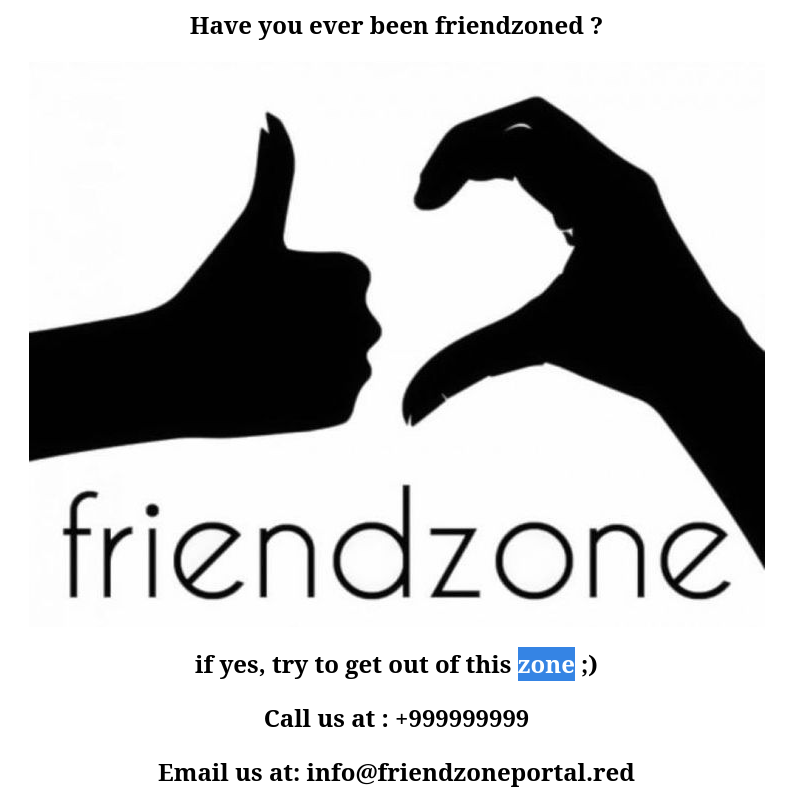 Have you ever been friendzoned ?
friendzone
if yes, try to get out of this zone ;)
Call us at : +999999999
Email us at: info@friendzoneportal.red